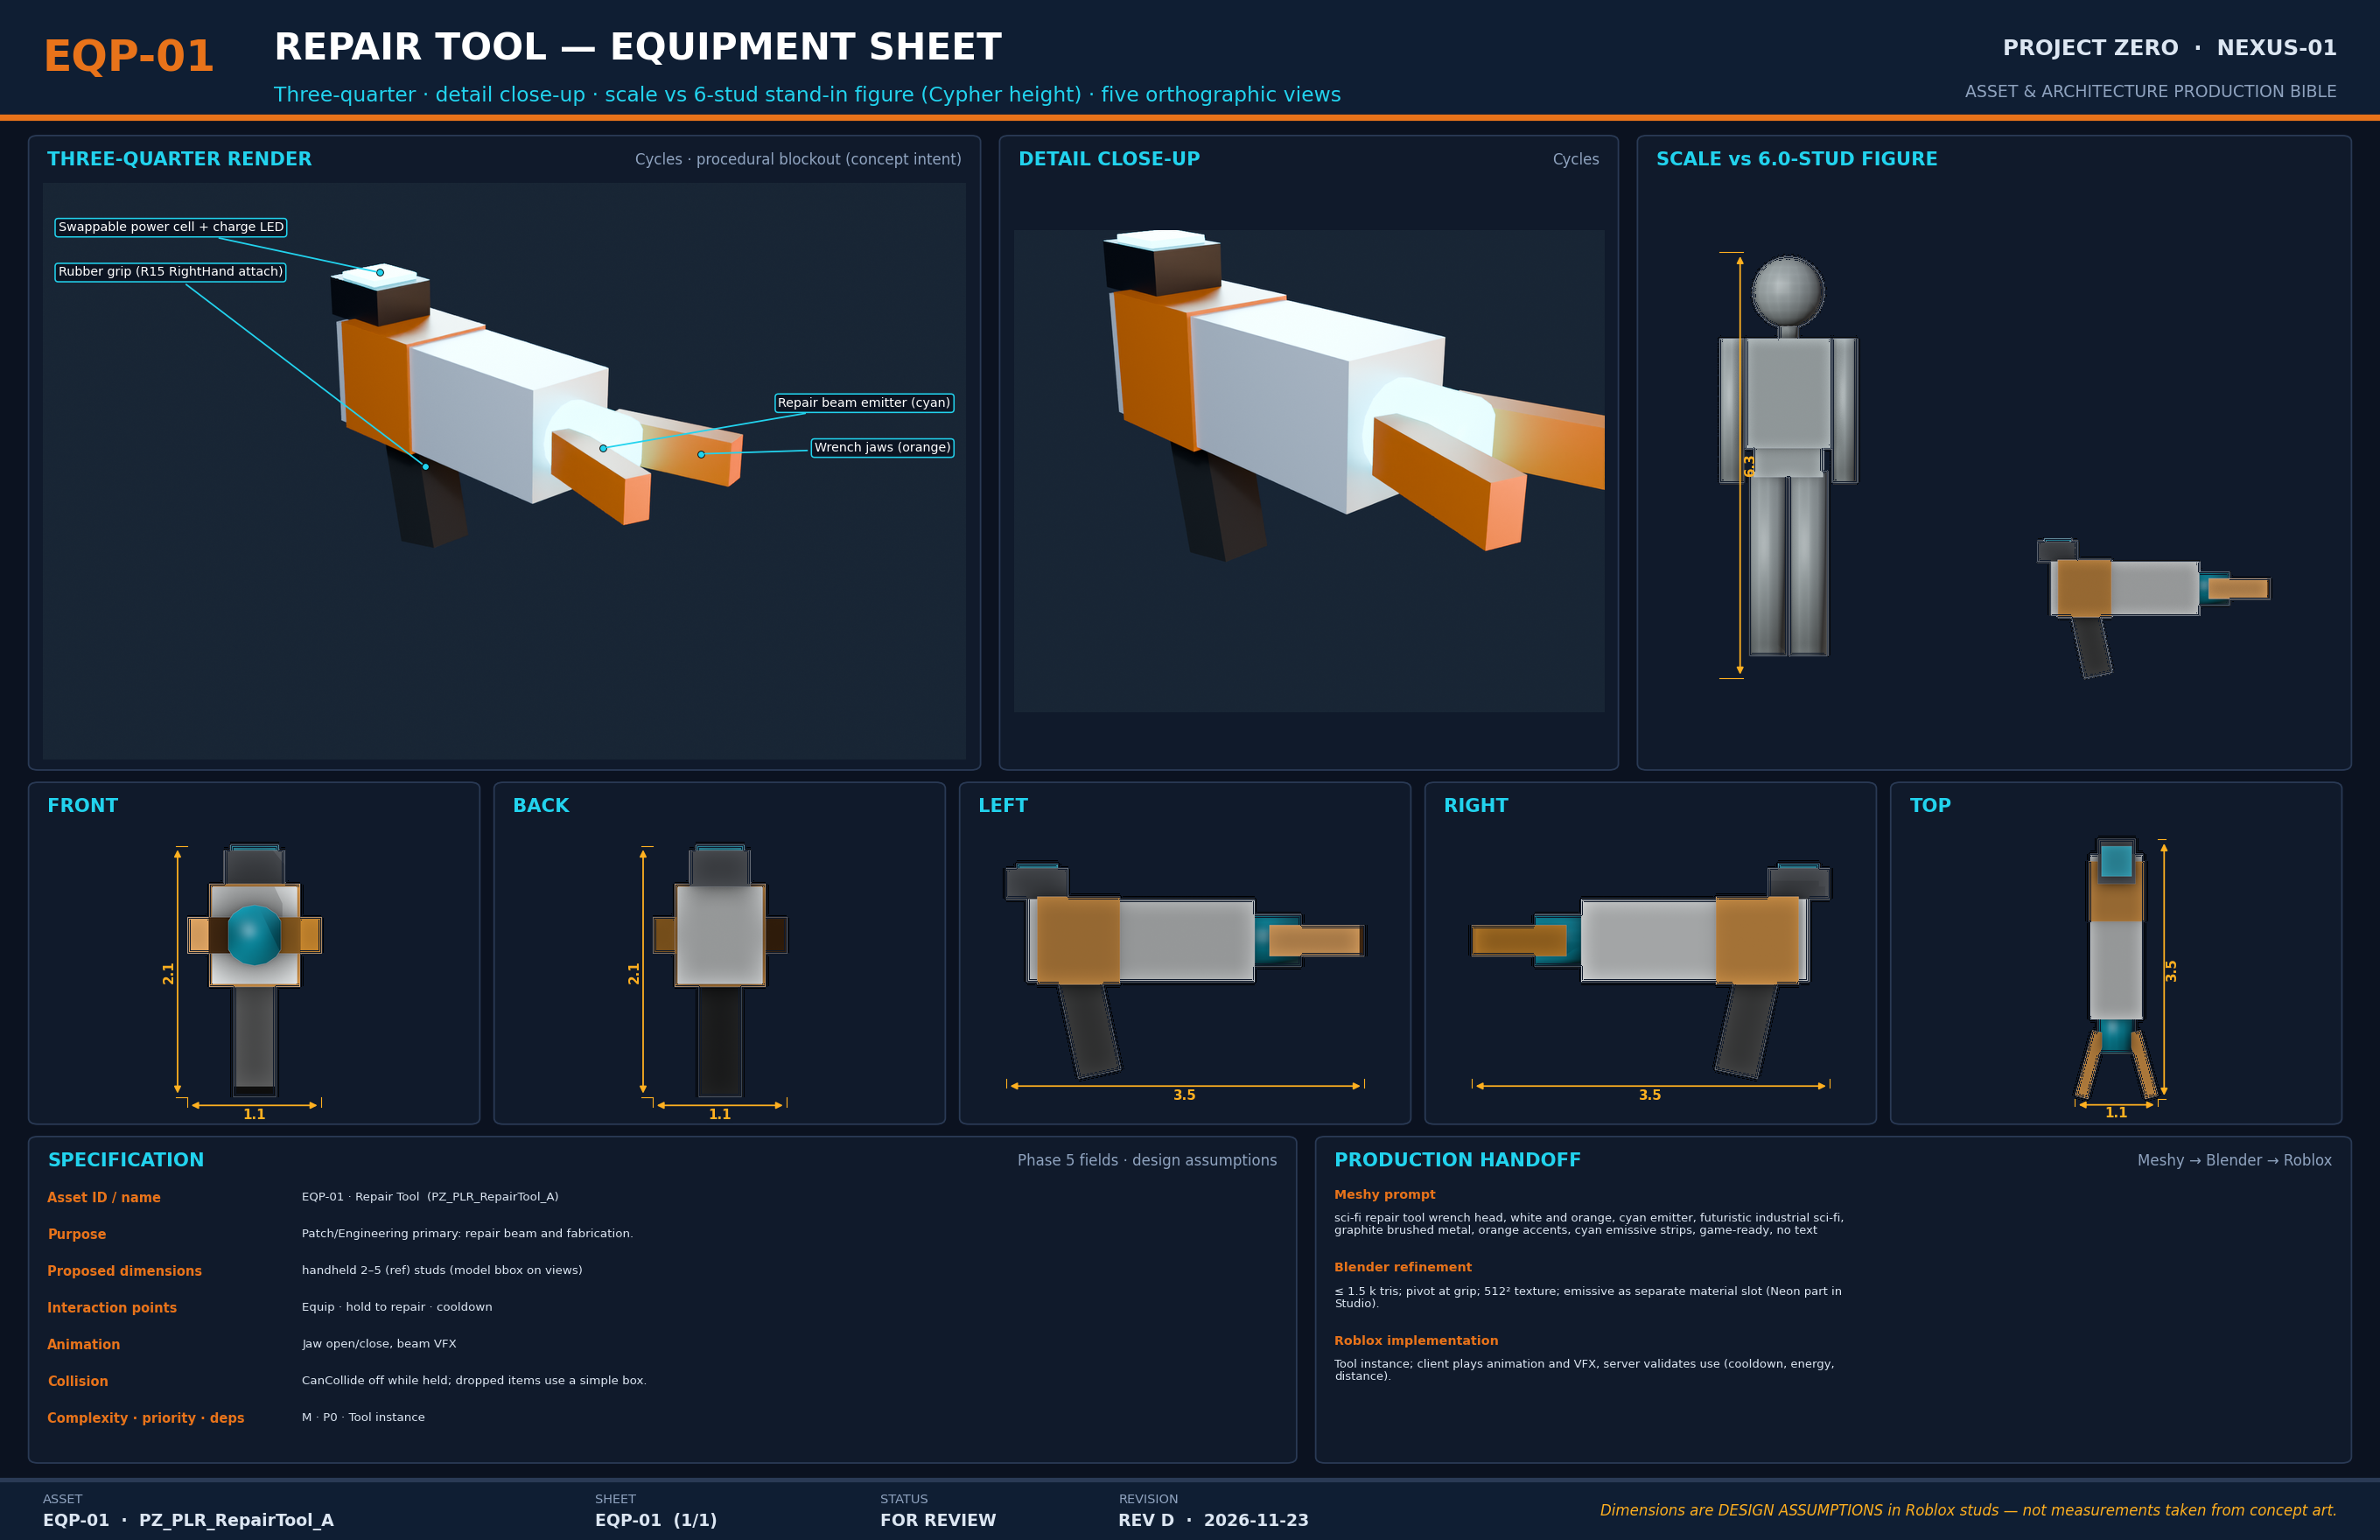 EQP-01
REPAIR TOOL — EQUIPMENT SHEET
Three-quarter · detail close-up · scale vs 6-stud stand-in figure (Cypher height) · five orthographic views
PROJECT ZERO · NEXUS-01
ASSET & ARCHITECTURE PRODUCTION BIBLE
THREE-QUARTER RENDER
Cycles · procedural blockout (concept intent)
Swappable power cell + charge LED
Rubber grip (R15 RightHand attach)
Repair beam emitter (cyan)
Wrench jaws (orange)
DETAIL CLOSE-UP
Cycles
SCALE vs 6.0-STUD FIGURE
6.3
FRONT
2.1
1.1
BACK
2.1
1.1
LEFT
3.5
RIGHT
3.5
TOP
3.5
1.1
SPECIFICATION
Phase 5 fields · design assumptions
Asset ID / name
EQP-01 · Repair Tool (PZ_PLR_RepairTool_A)
Purpose
Patch/Engineering primary: repair beam and fabrication.
Proposed dimensions
handheld 2–5 (ref) studs (model bbox on views)
Interaction points
Equip · hold to repair · cooldown
Animation
Jaw open/close, beam VFX
Collision
CanCollide off while held; dropped items use a simple box.
Complexity · priority · deps
M · P0 · Tool instance
PRODUCTION HANDOFF
Meshy → Blender → Roblox
Meshy prompt
sci-fi repair tool wrench head, white and orange, cyan emitter, futuristic industrial sci-fi,
graphite brushed metal, orange accents, cyan emissive strips, game-ready, no text
Blender refinement
≤ 1.5 k tris; pivot at grip; 512² texture; emissive as separate material slot (Neon part in
Studio).
Roblox implementation
Tool instance; client plays animation and VFX, server validates use (cooldown, energy,
distance).
ASSET
EQP-01 · PZ_PLR_RepairTool_A
SHEET
EQP-01 (1/1)
STATUS
FOR REVIEW
REVISION
REV D · 2026-11-23
Dimensions are DESIGN ASSUMPTIONS in Roblox studs — not measurements taken from concept art.